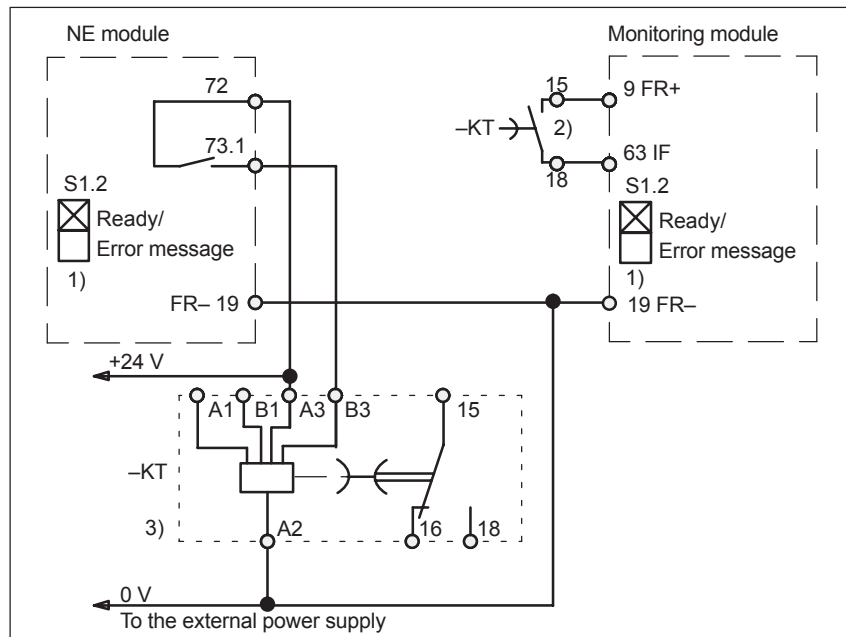 NE module
Monitoring module
72
73.1
S1.2
Ready/
Error message
1)
FR– 19
15
9 FR+
–KT
2)
63 IF
18
S1.2
Ready/
Error message
1)
19 FR–
+24 V
A1
B1
A3
B3
15
–KT
3)
A2
16
18
0 V
To the external power supply